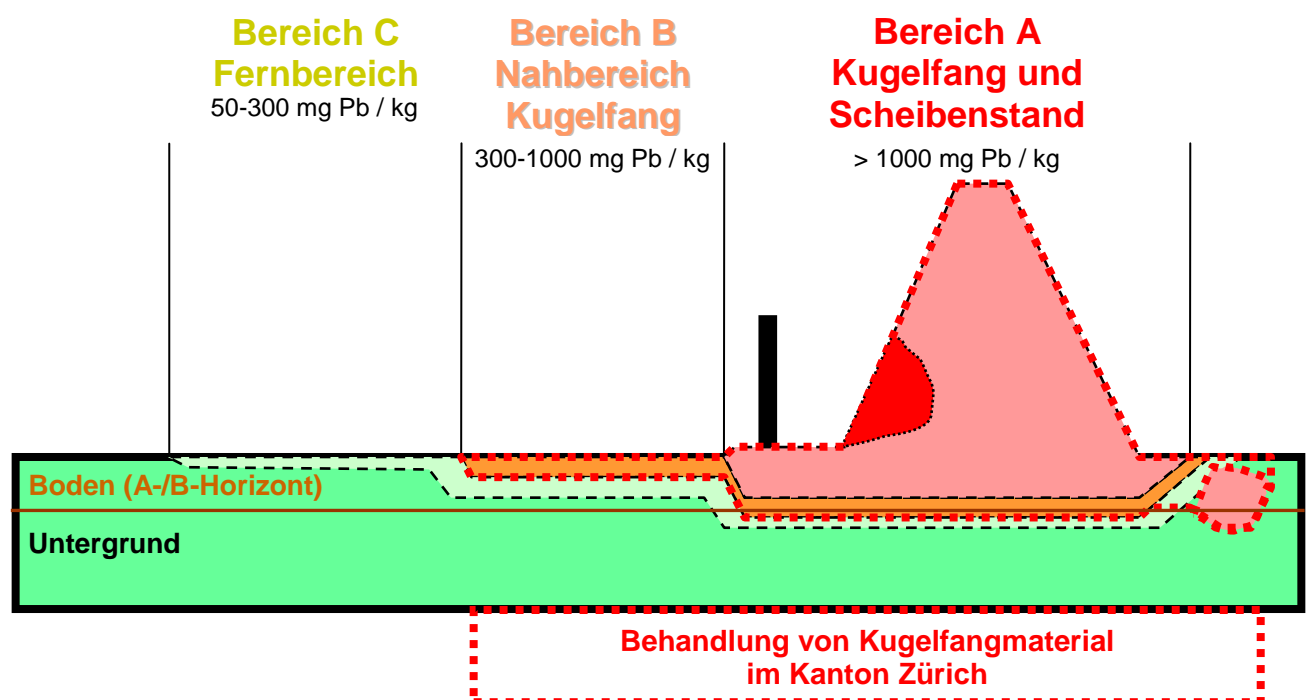 Bereich C
Fernbereich
50-300 mg Pb / kg
Bereich B
Nahbereich
Kugelfang
300-1000 mg Pb / kg
Bereich A
Kugelfang und
Scheibenstand
> 1000 mg Pb / kg
Boden (A-/B-Horizont)
Untergrund
Behandlung von Kugelfangmaterial
im Kanton Zürich